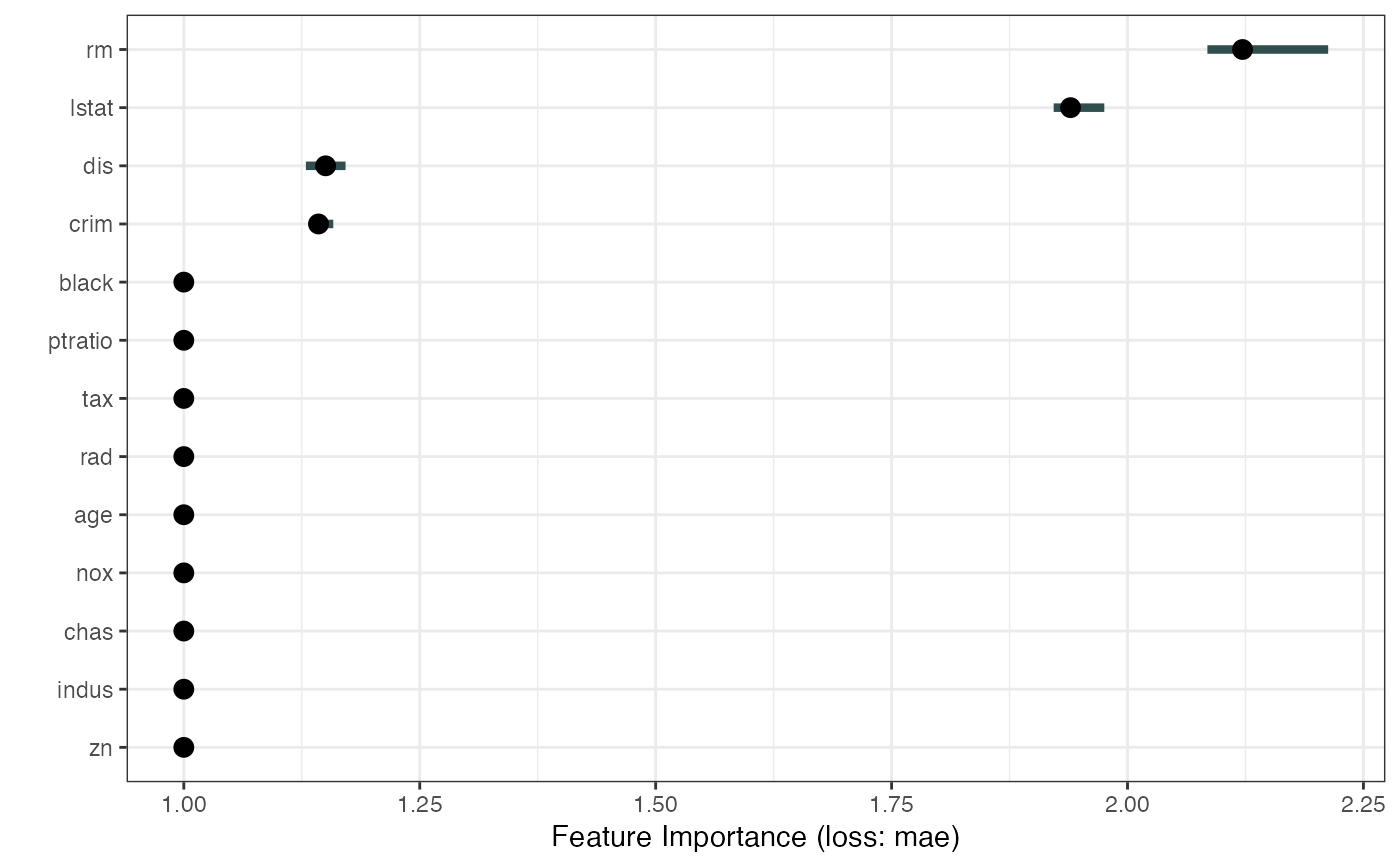 rm
lstat
dis
crim
black
ptratio
tax
rad
age
nox
chas
indus
zn
1.00 1.25 1.50 1.75 2.00 2.25
Feature Importance (loss: mae)